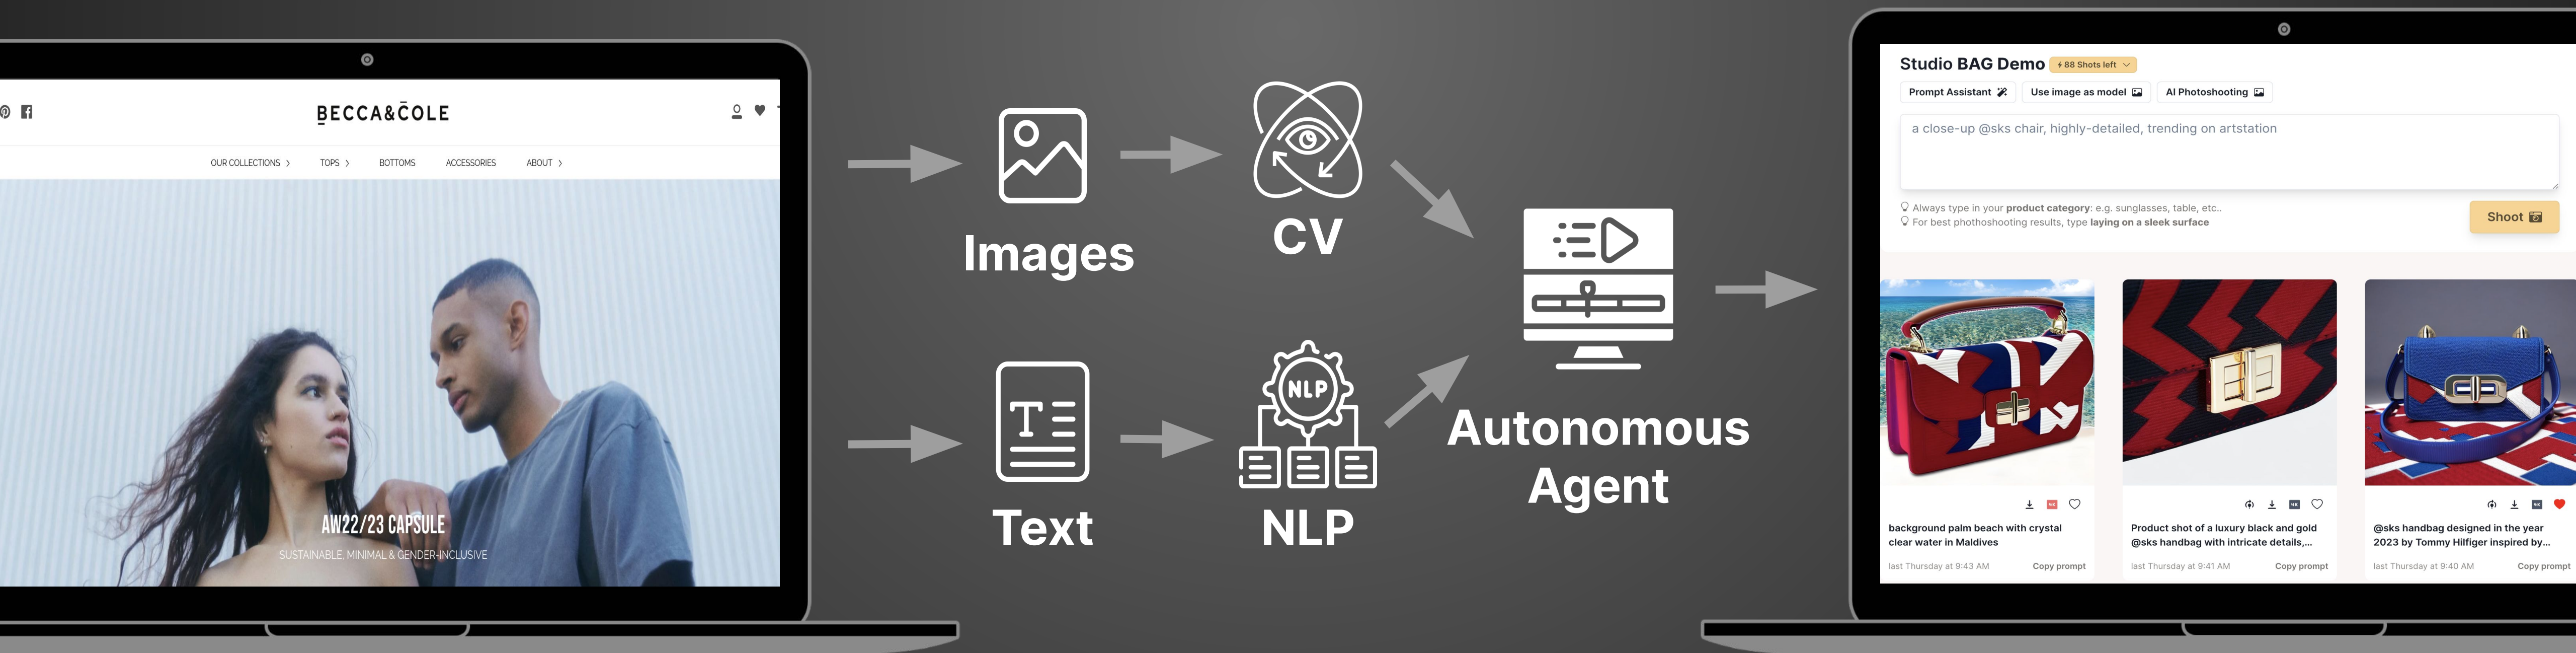 BECCA&COLE
OUR COLLECTIONS
TOPS
BOTTOMS
ACCESSORIES
ABOUT
AW22/23 CAPSULE
SUSTAINABLE, MINIMAL & GENDER-INCLUSIVE
Images
CV
Text
NLP
NLP
Autonomous
Agent
Studio BAG Demo
88 Shots left
Prompt Assistant
Use image as model
AI Photoshooting
a close-up @sks chair, highly-detailed, trending on artstation
Always type in your product category: e.g. sunglasses, table, etc..
For best phothoshooting results, type laying on a sleek surface
Shoot
background palm beach with crystal
clear water in Maldives
last Thursday at 9:43 AM
Copy prompt
Product shot of a luxury black and gold
@sks handbag with intricate details,...
last Thursday at 9:41 AM
Copy prompt
@sks handbag designed in the year
2023 by Tommy Hilfiger inspired by...
last Thursday at 9:40 AM
Copy prompt